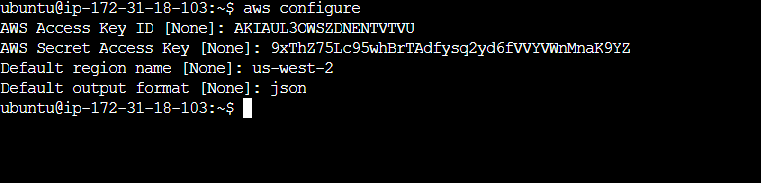 ubuntu@ip-172-31-18-103:~$ aws configure
AWS Access Key ID [None]: AKIAUL3OWSZDNENTVTVU
AWS Secret Access Key [None]: 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
Default region name [None]: us-west-2
Default output format [None]: json
ubuntu@ip-172-31-18-103:~$